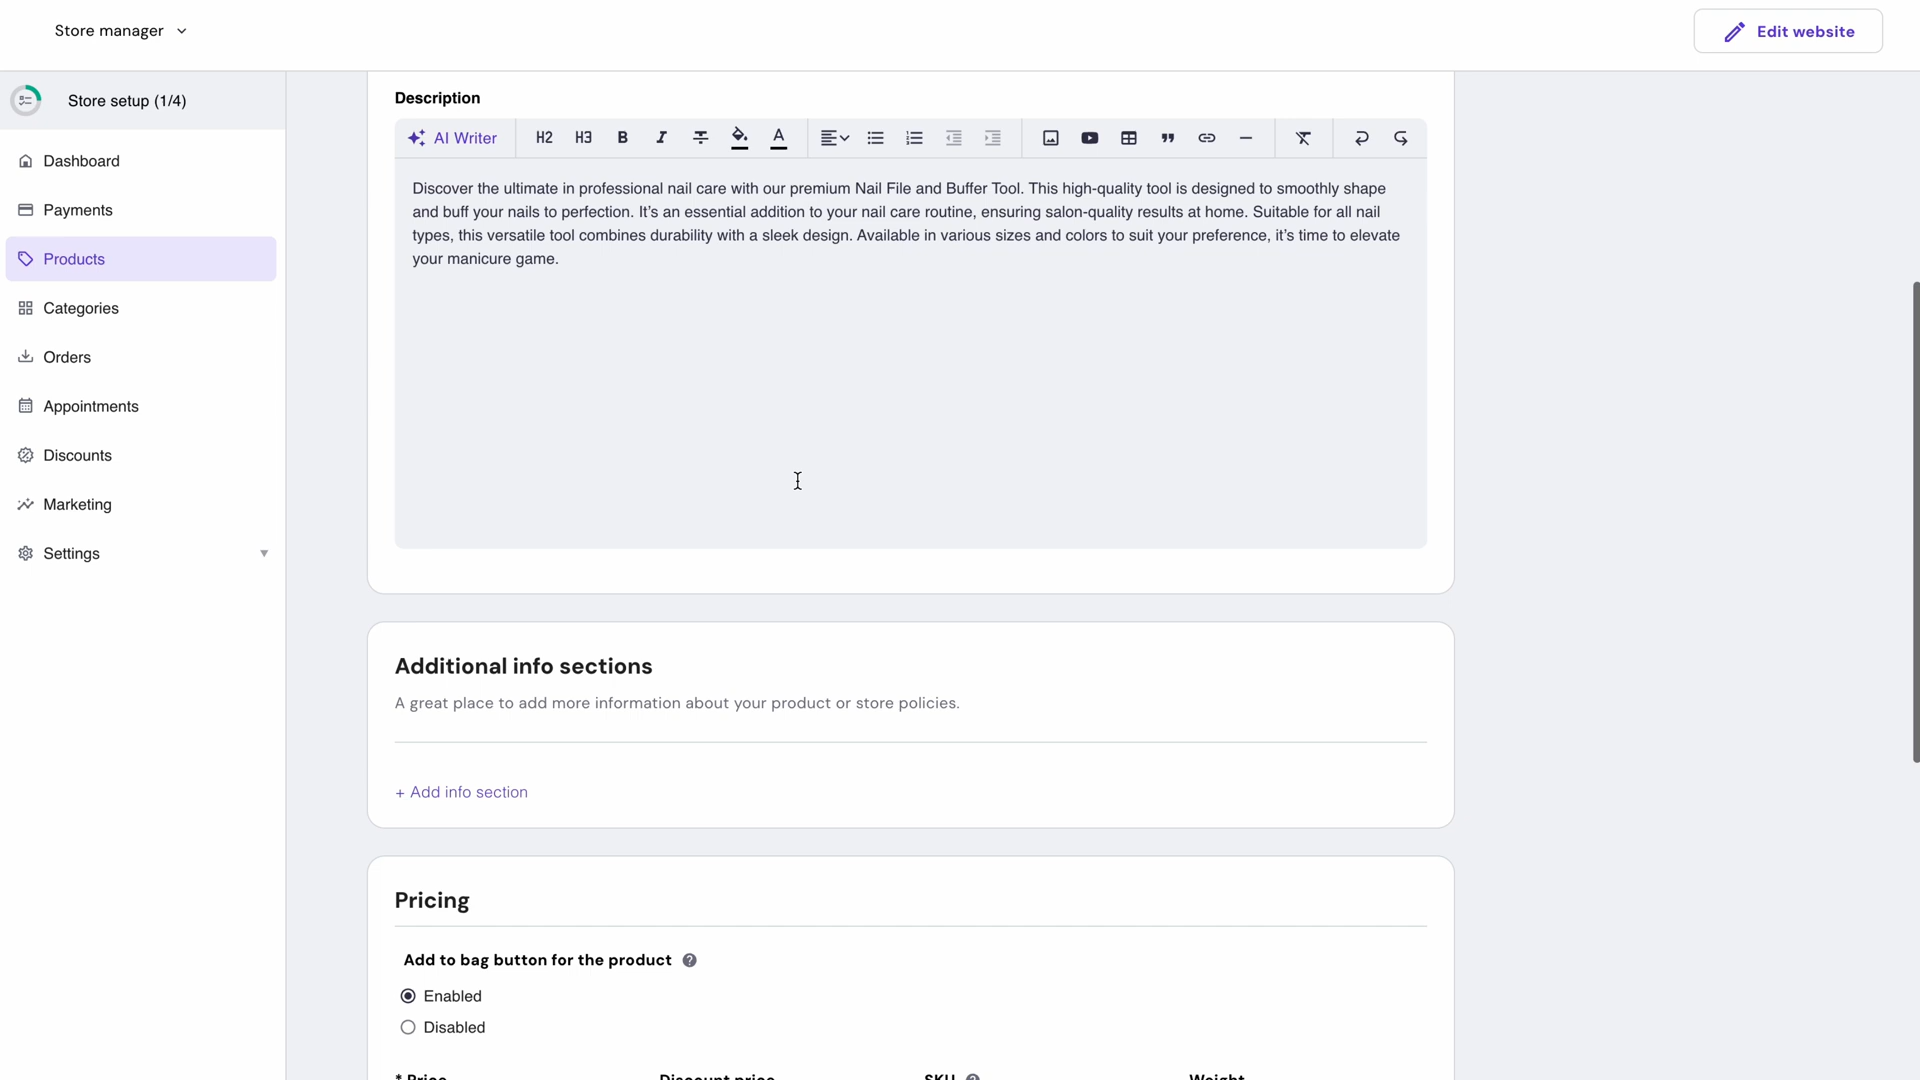 Store manager
Edit website
Store setup (1/4)
Dashboard
Payments
Products
Categories
Orders
Appointments
Discounts
Marketing
Settings
Description
AI Writer H2 H3 B I T A
Discover the ultimate in professional nail care with our premium Nail File and Buffer Tool. This high-quality tool is designed to smoothly shape
and buff your nails to perfection. It's an essential addition to your nail care routine, ensuring salon-quality results at home. Suitable for all nail
types, this versatile tool combines durability with a sleek design. Available in various sizes and colors to suit your preference, it's time to elevate
your manicure game.
Additional info sections
A great place to add more information about your product or store policies.
+ Add info section
Pricing
Add to bag button for the product ?
Enabled
Disabled
* Price Discount price SKU ? Weight